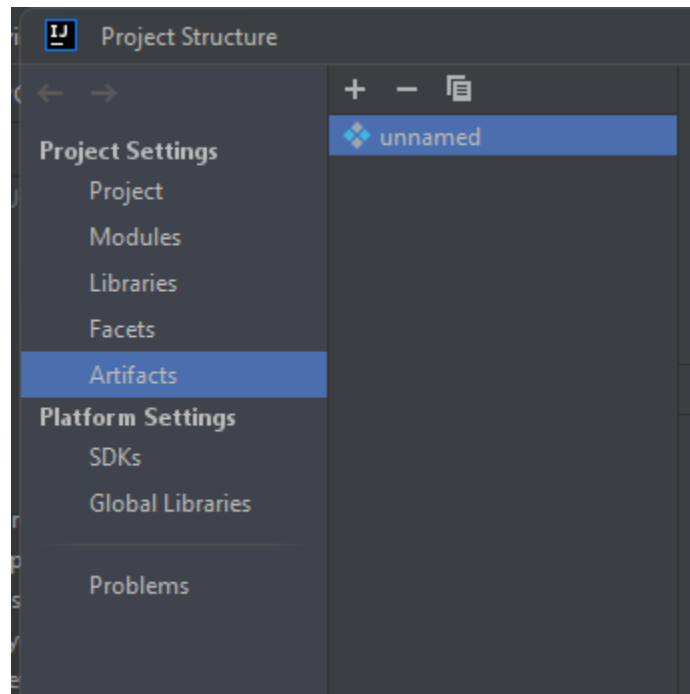 IJ
Project Structure
Project Settings
Project
Modules
Libraries
Facets
Artifacts
Platform Settings
SDKs
Global Libraries
Problems
unnamed